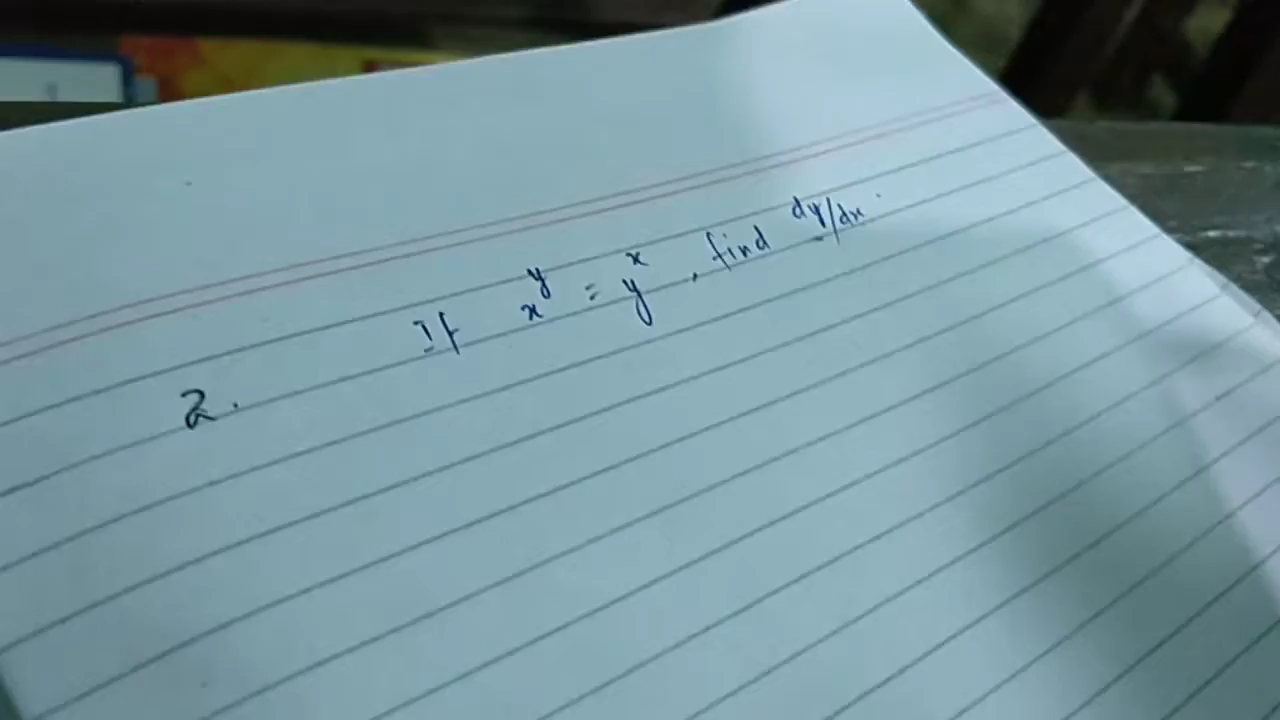 2. If x^y = y^x, find dy/dx.